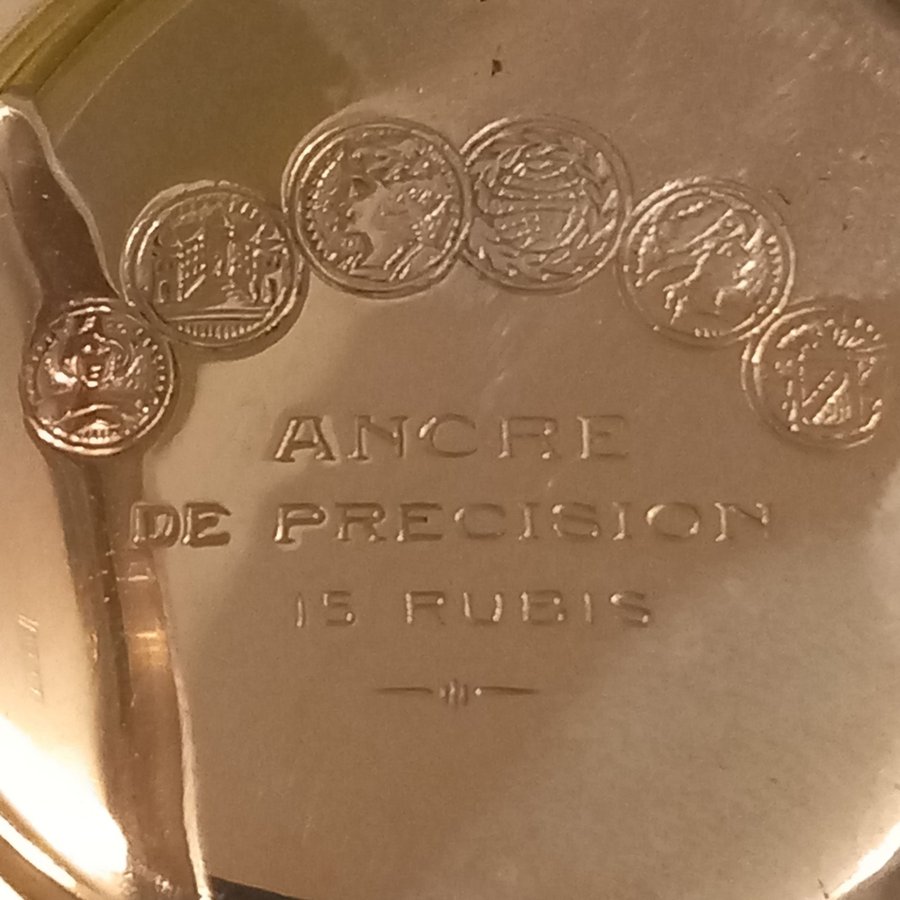 ANCRE
DE PRECISION
15 RUBIS